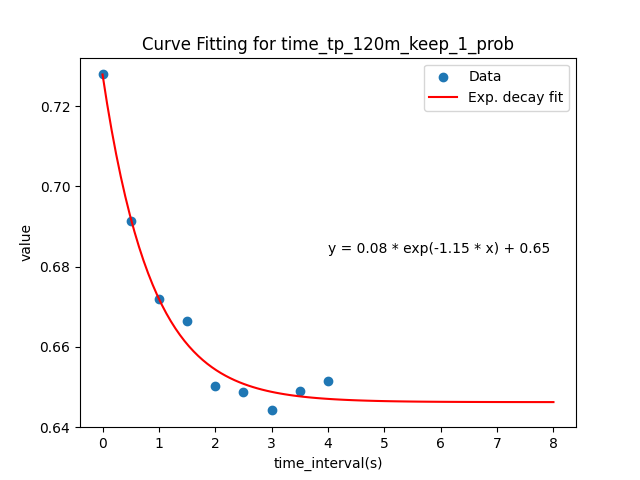 Curve Fitting for time_tp_120m_keep_1_prob
Data
Exp. decay fit
y = 0.08 * exp(-1.15 * x) + 0.65
value
0.72
0.70
0.68
0.66
0.64
0 1 2 3 4 5 6 7 8
time_interval(s)